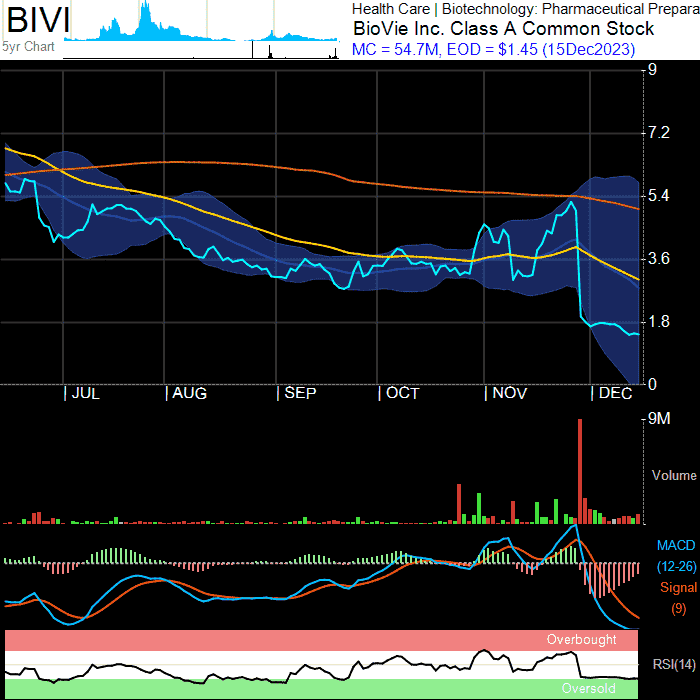 BIVI
5yr Chart
Health Care | Biotechnology: Pharmaceutical Prepara
BioVie Inc. Class A Common Stock
MC = 54.7M, EOD = $1.45 (15Dec2023)
9
7.2
5.4
3.6
1.8
0
JUL AUG SEP OCT NOV DEC
9M
Volume
MACD
(12-26)
Signal
(9)
Overbought
RSI(14)
Oversold